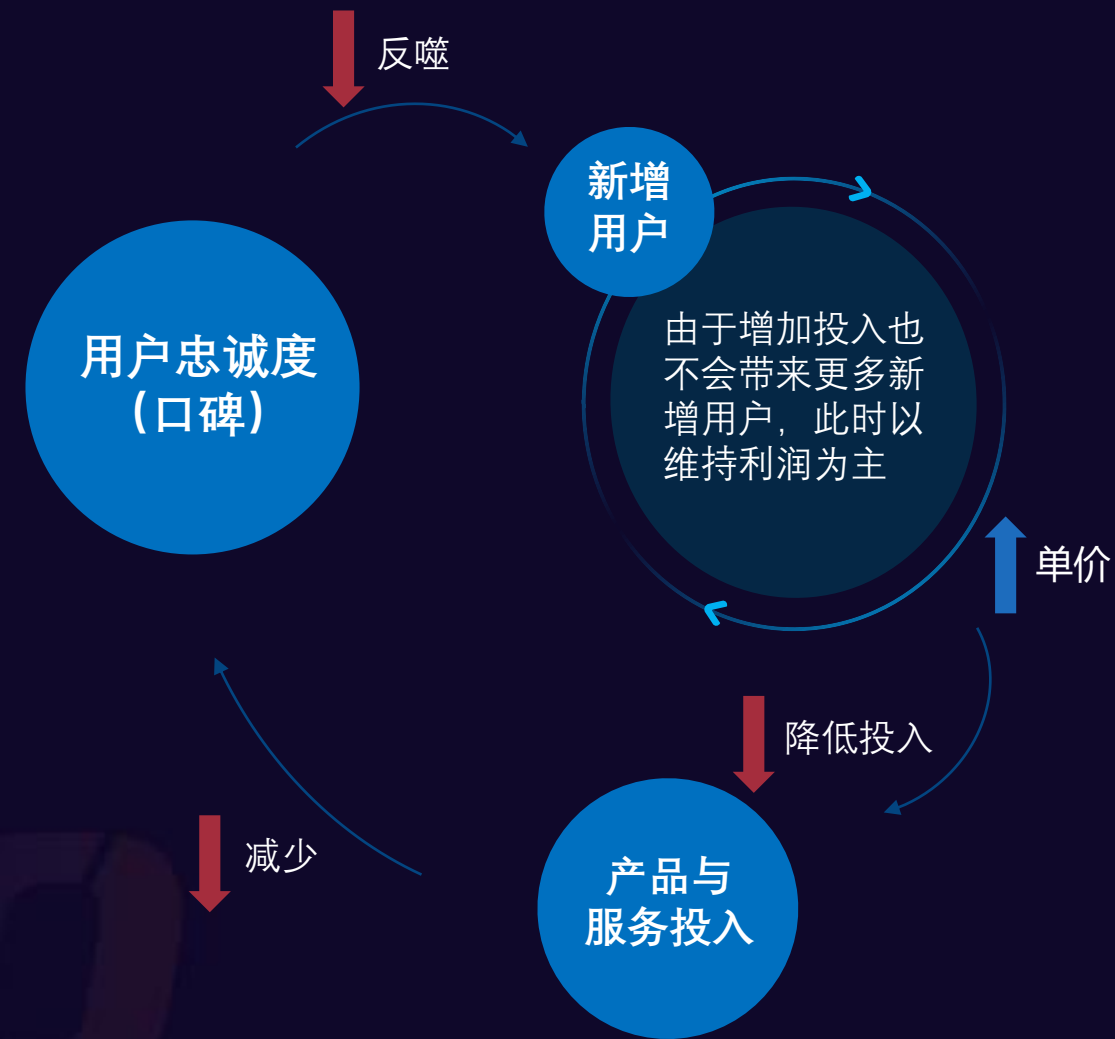 反噬
新增
用户
用户忠诚度
（口碑）
由于增加投入也
不会带来更多新
增用户，此时以
维持利润为主
单价
降低投入
减少
产品与
服务投入